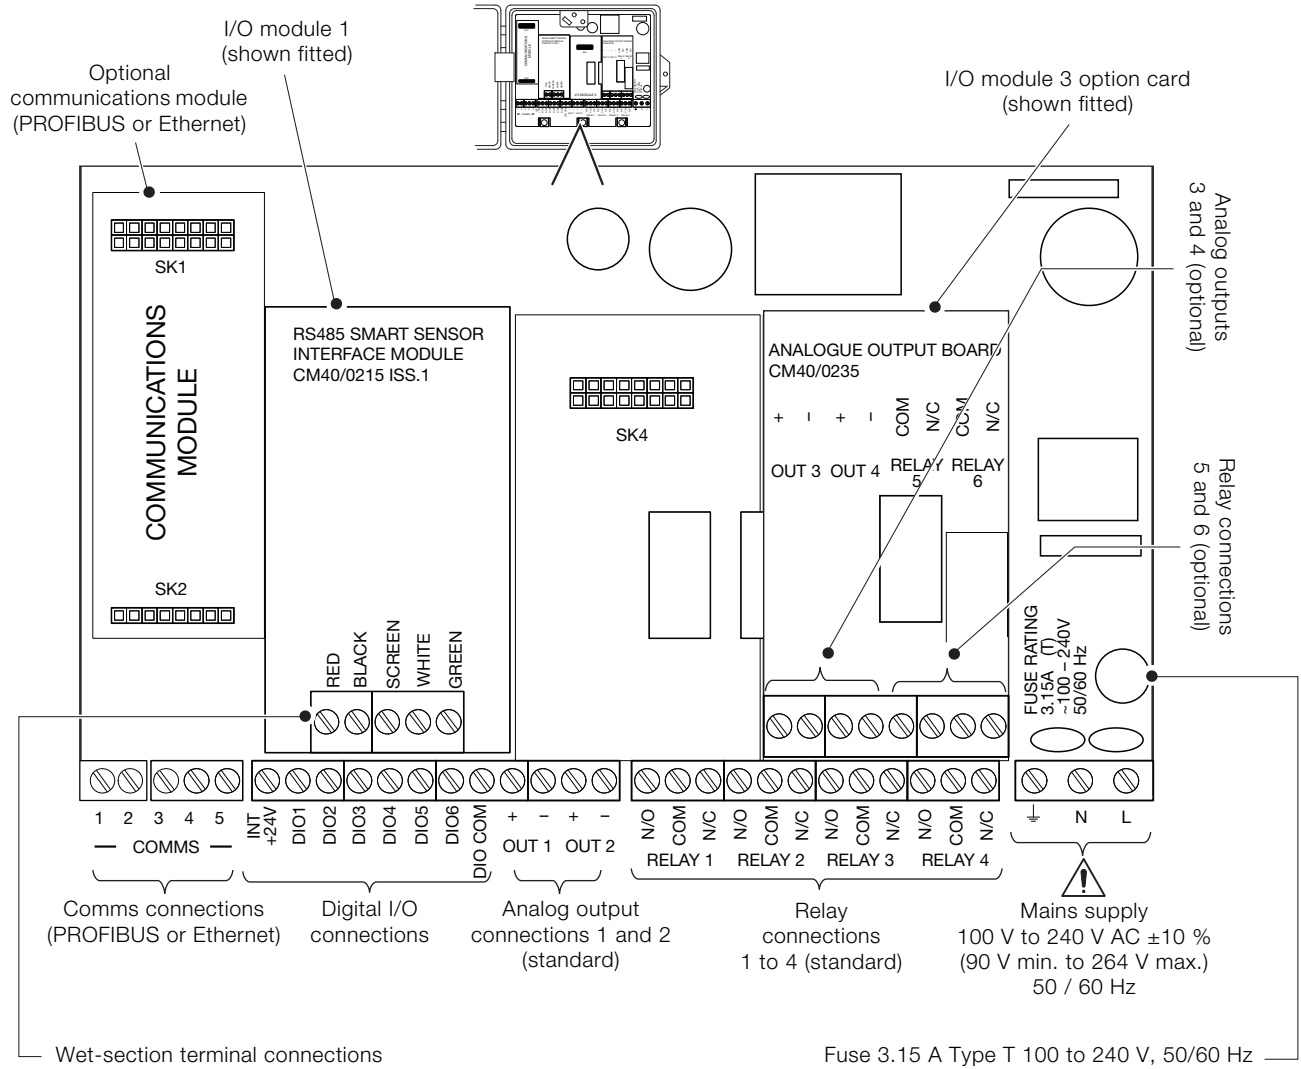 I/O module 1
(shown fitted)
Optional
communications module
(PROFIBUS or Ethernet)
I/O module 3 option card
(shown fitted)
Analog outputs
3 and 4 (optional)
SK1
COMMUNICATIONS
MODULE
SK2
RS485 SMART SENSOR
INTERFACE MODULE
CM40/0215 ISS.1
RED
BLACK
SCREEN
WHITE
GREEN
SK4
ANALOGUE OUTPUT BOARD
CM40/0235
+ – + – COM N/C COM N/C
OUT 3 OUT 4 RELAY 5 RELAY 6
Relay connections
5 and 6 (optional)
FUSE RATING
3.15A (T)
~100 – 240V
50/60 Hz
1 2 3 4 5
COMMS
INT +24V
DIO1
DIO2
DIO3
DIO4
DIO5
DIO6
DIO COM
+ – + –
OUT 1 OUT 2
N/O COM N/C N/O COM N/C N/O COM N/C N/O COM N/C
RELAY 1 RELAY 2 RELAY 3 RELAY 4
N L
Comms connections
(PROFIBUS or Ethernet)
Digital I/O
connections
Analog output
connections 1 and 2
(standard)
Relay
connections
1 to 4 (standard)
Mains supply
100 V to 240 V AC ±10 %
(90 V min. to 264 V max.)
50 / 60 Hz
Wet-section terminal connections
Fuse 3.15 A Type T 100 to 240 V, 50/60 Hz